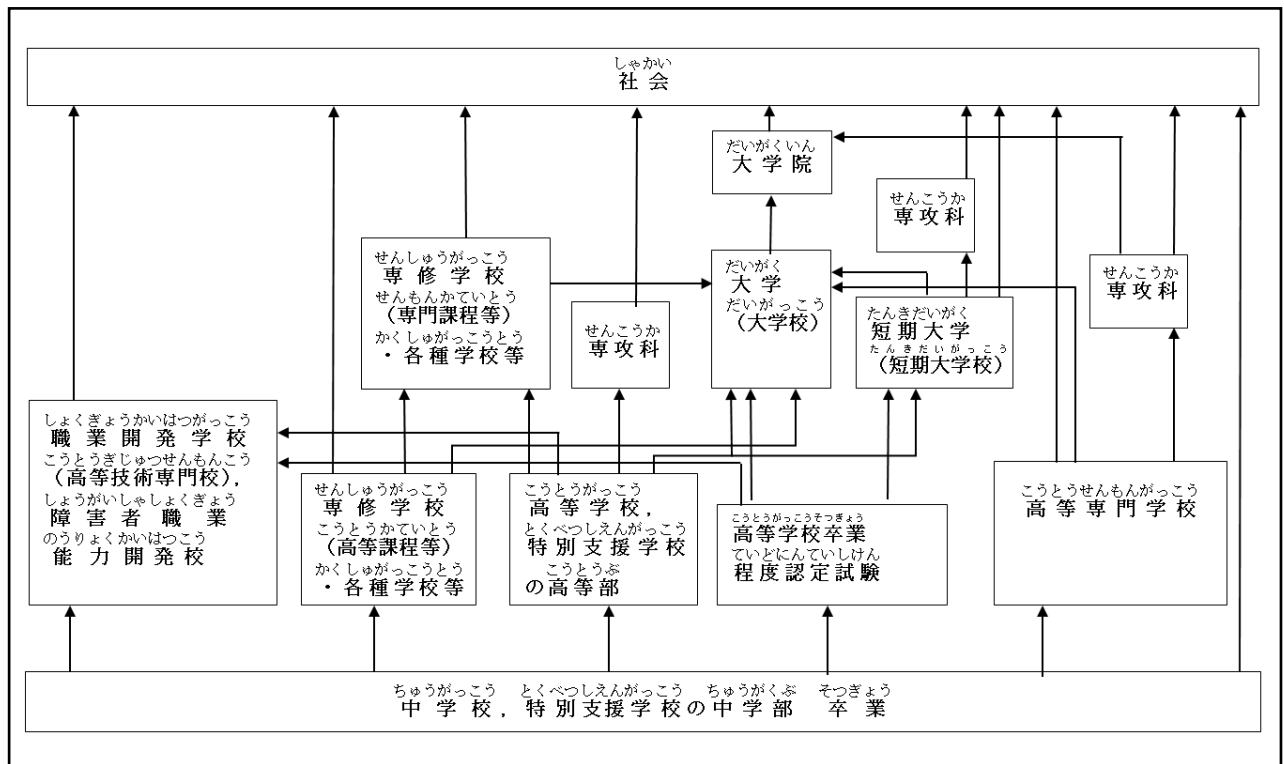 しゃかい
社会
だいがくいん
大学院
せんこうか
専攻科
せんしゅうがっこう
専修学校
せんもんかていとう
(専門課程等)
かくしゅがっこうとう
・各種学校等
せんこうか
専攻科
だいがく
大学
だいがっこう
(大学校)
たんきだいがく
短期大学
たんきだいがっこう
(短期大学校)
せんこうか
専攻科
しょくぎょうかいはつがっこう
職業開発学校
こうとうぎじゅつせんもんこう
(高等技術専門校),
しょうがいしゃしょくぎょう
障害者職業
のうりょくかいはつこう
能力開発校
せんしゅうがっこう
専修学校
こうとうかていとう
(高等課程等)
かくしゅがっこうとう
・各種学校等
こうとうがっこう
高等学校,
とくべつしえんがっこう
特別支援学校
こうとうぶ
の高等部
こうとうがっこうそつぎょう
高等学校卒業
ていどにんていしけん
程度認定試験
こうとうせんもんがっこう
高等専門学校
ちゅうがっこう とくべつしえんがっこう ちゅうがくぶ そつぎょう
中学校,特別支援学校の中学部 卒業